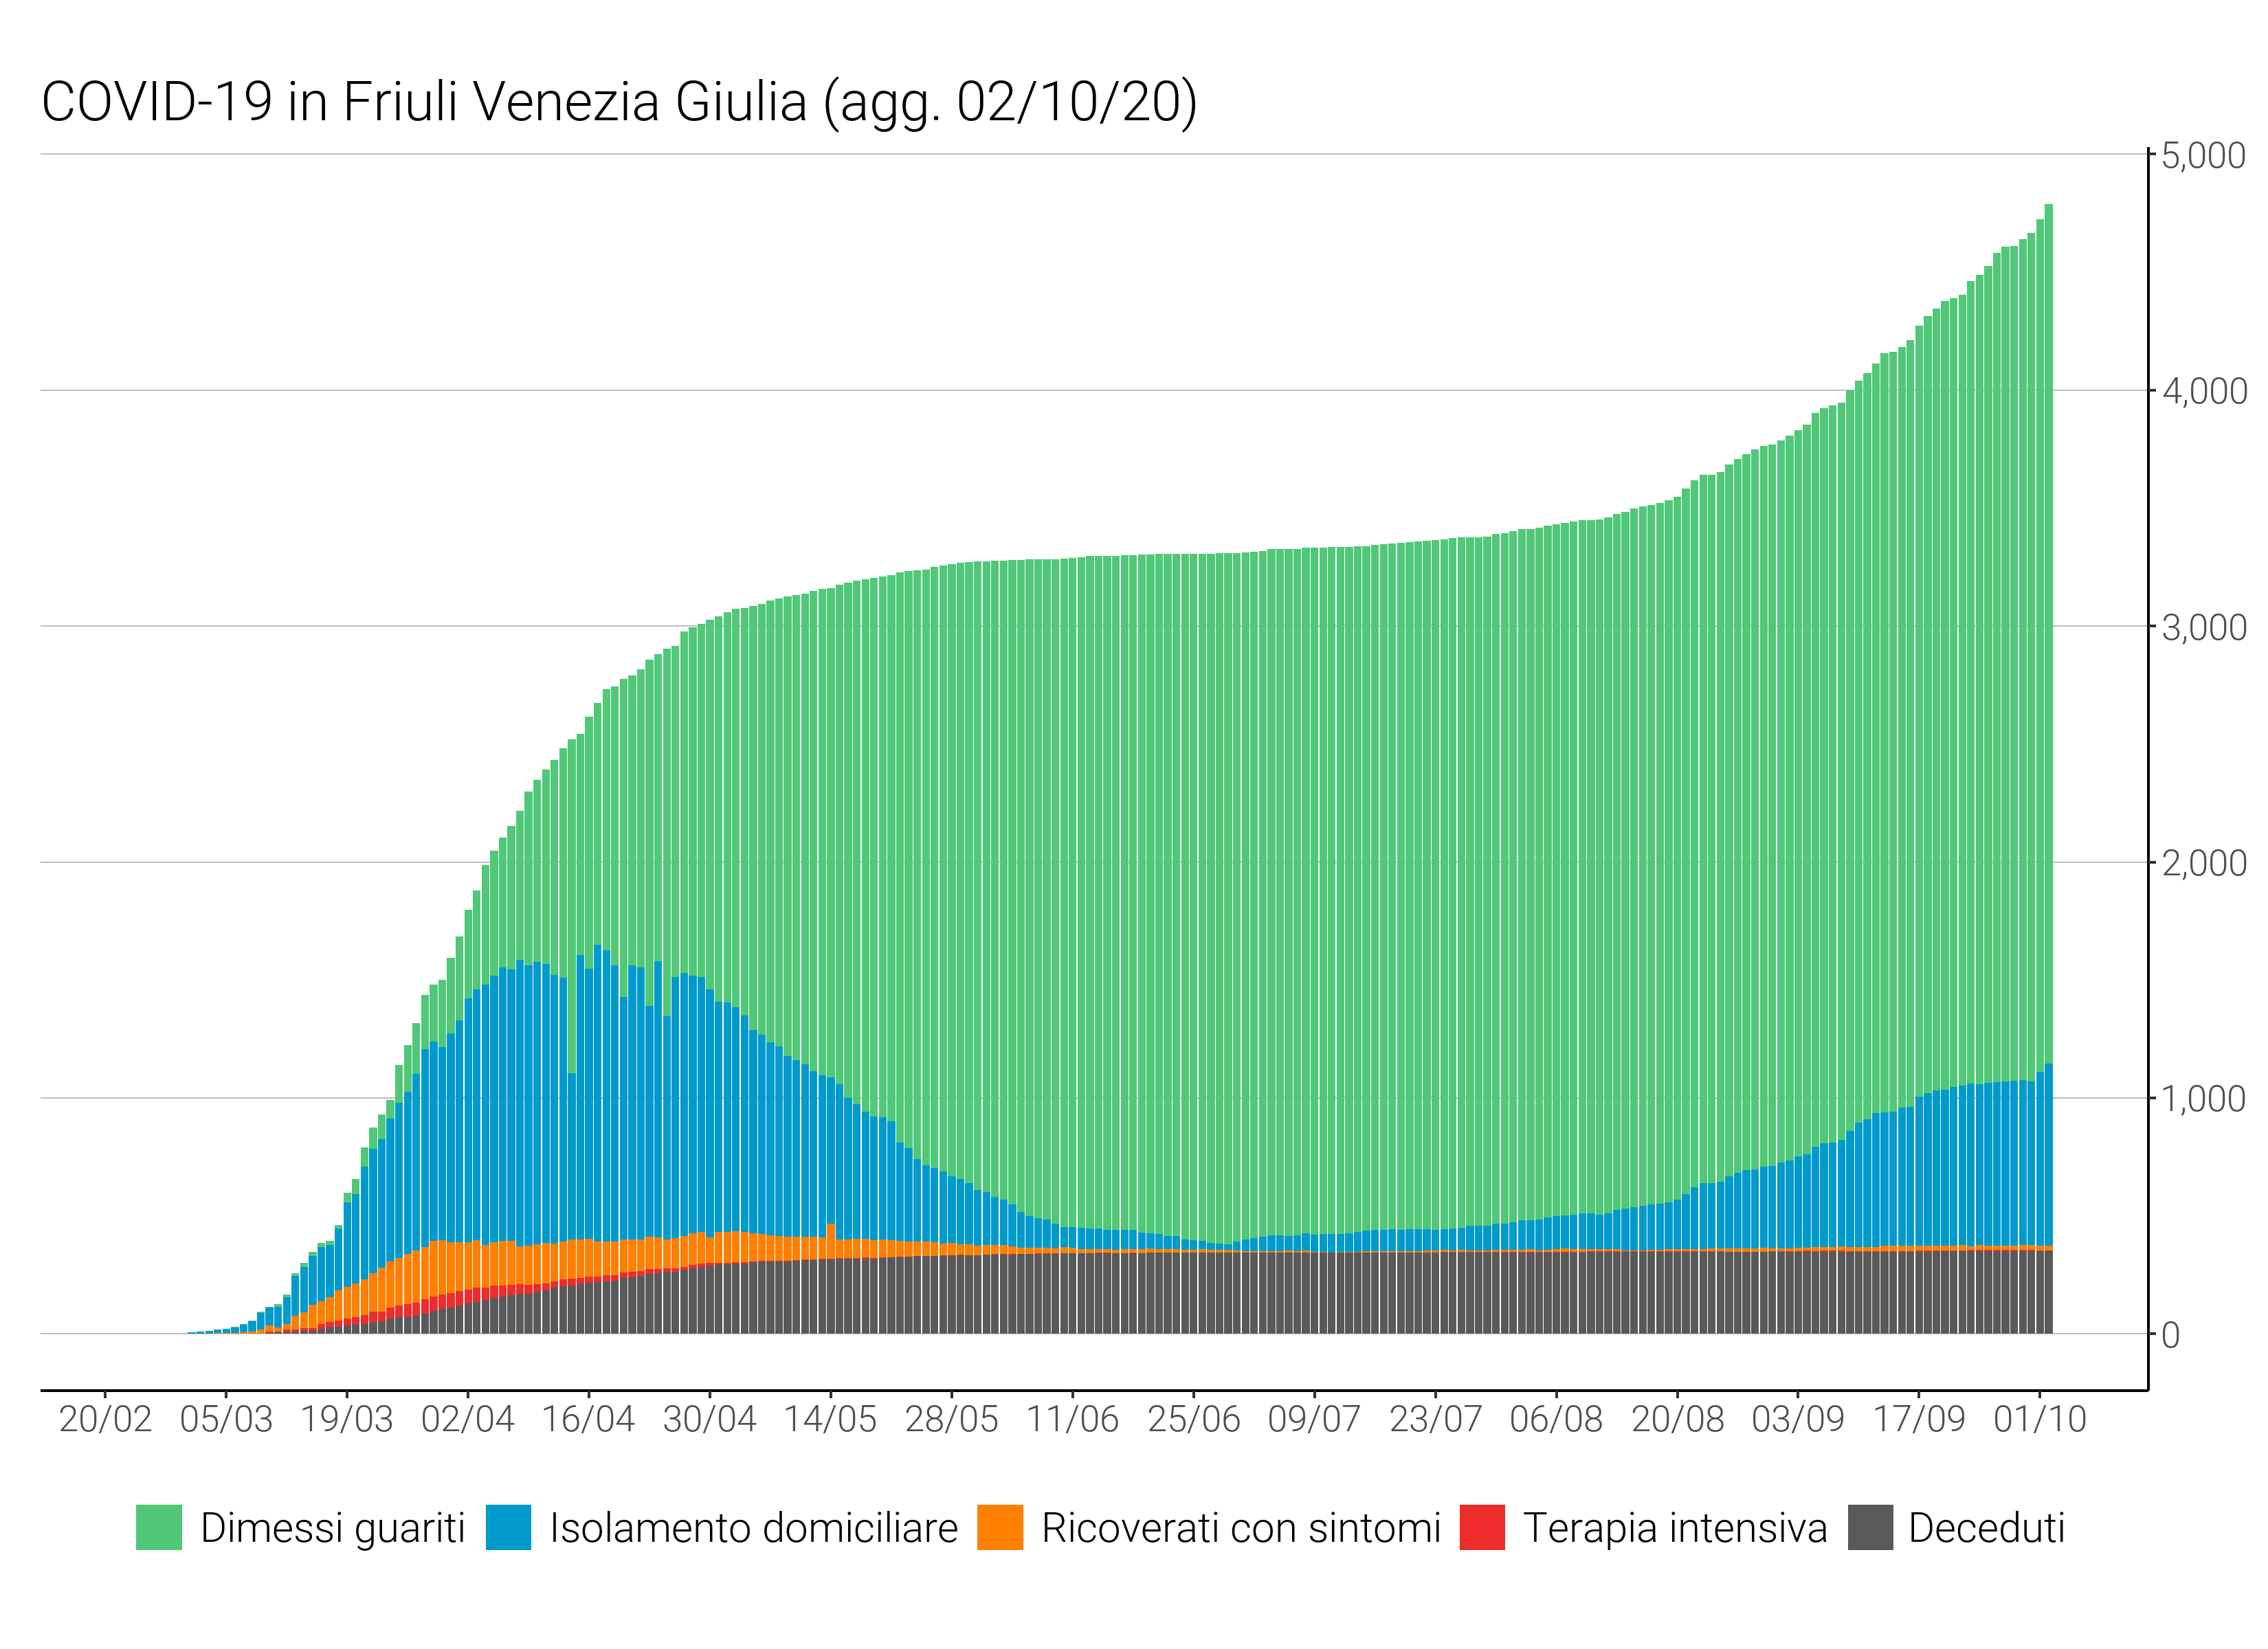 COVID-19 in Friuli Venezia Giulia (agg. 02/10/20)
5,000
4,000
3,000
2,000
1,000
0
20/02 05/03 19/03 02/04 16/04 30/04 14/05 28/05 11/06 25/06 09/07 23/07 06/08 20/08 03/09 17/09 01/10
Dimessi guariti Isolamento domiciliare Ricoverati con sintomi Terapia intensiva Deceduti